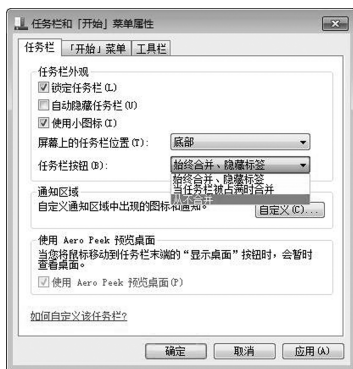 任务栏和「开始」菜单属性
任务栏 「开始」菜单 工具栏
任务栏外观
锁定任务栏(L)
自动隐藏任务栏(U)
使用小图标(I)
屏幕上的任务栏位置(T): 底部
任务栏按钮(B): 始终合并、隐藏标签
始终合并、隐藏标签
当任务栏被占满时合并
从不合并
通知区域
自定义通知区域中出现的图标和通知。 自定义(C)...
使用 Aero Peek 预览桌面
当您将鼠标移动到任务栏末端的“显示桌面”按钮时，会暂时
查看桌面。
使用 Aero Peek 预览桌面(P)
如何自定义该任务栏?
确定 取消 应用(A)